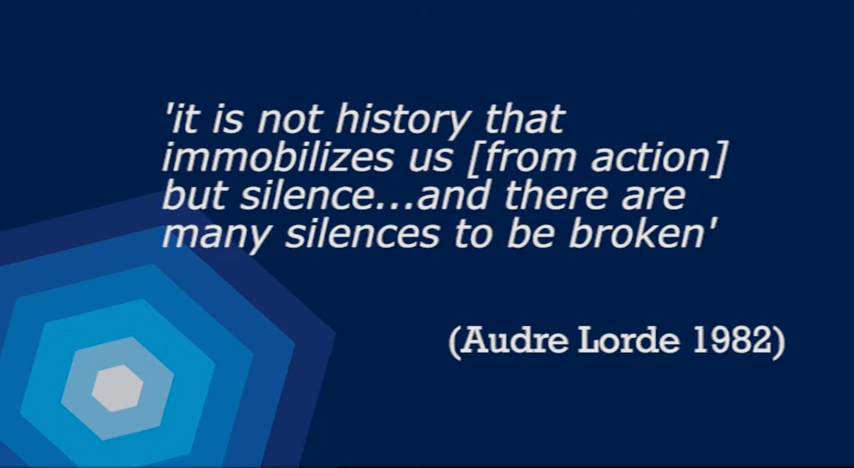 'it is not history that
immobilizes us [from action]
but silence...and there are
many silences to be broken'
(Audre Lorde 1982)